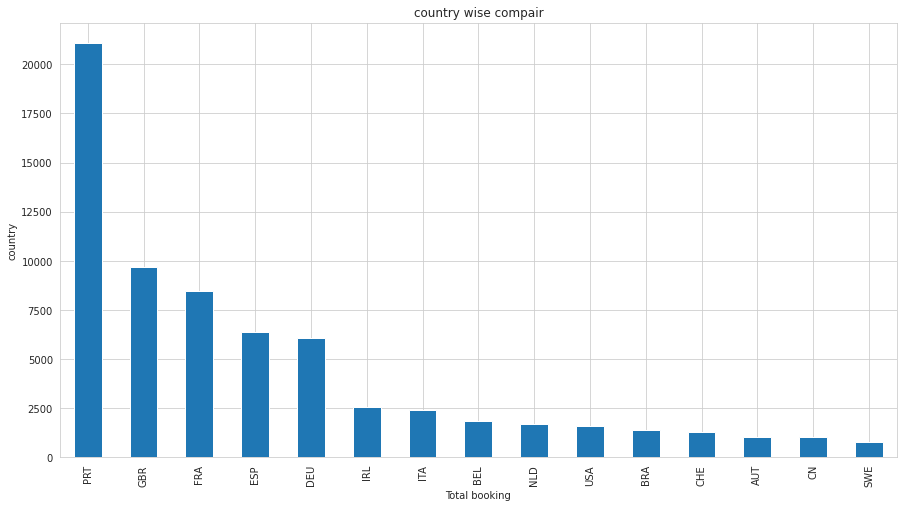 country wise compair
20000
17500
15000
12500
10000
7500
5000
2500
0
country
PRT
GBR
FRA
ESP
DEU
IRL
ITA
BEL
NLD
USA
BRA
CHE
AUT
CN
SWE
Total booking